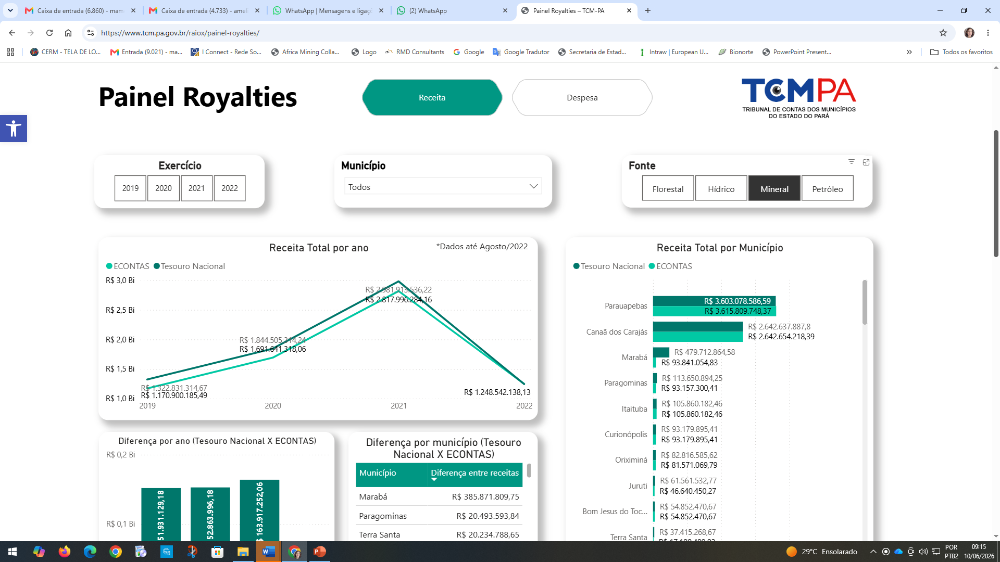 Caixa de entrada (6.860) - mam
Caixa de entrada (4.733) - ameli
WhatsApp | Mensagens e ligaçõ
(2) WhatsApp
Painel Royalties – TCM-PA
https://www.tcm.pa.gov.br/raiox/painel-royalties/
CERM - TELA DE LO...
Entrada (9.021) - ma...
I Connect - Rede So...
Africa Mining Colla...
Logo
RMD Consultants
Google
Google Tradutor
Secretaria de Estad...
Intraw | European U...
Bionorte
PowerPoint Present...
Todos os favoritos
Painel Royalties
Receita
Despesa
TCMPA
TRIBUNAL DE CONTAS DOS MUNICÍPIOS
DO ESTADO DO PARÁ
Exercício
2019
2020
2021
2022
Município
Todos
Fonte
Florestal
Hídrico
Mineral
Petróleo
Receita Total por ano
*Dados até Agosto/2022
ECONTAS
Tesouro Nacional
R$ 3,0 Bi
R$ 2,5 Bi
R$ 2,0 Bi
R$ 1,5 Bi
R$ 1,0 Bi
R$ 2.981.913.536,22
R$ 2.817.996.284,16
R$ 1.844.505.314,24
R$ 1.691.641.318,06
R$ 1.322.831.314,67
R$ 1.170.900.185,49
R$ 1.248.542.138,13
2019
2020
2021
2022
Receita Total por Município
Tesouro Nacional
ECONTAS
Parauapebas
R$ 3.603.078.586,59
R$ 3.615.809.748,37
Canaã dos Carajás
R$ 2.642.637.887,8
R$ 2.642.654.218,39
Marabá
R$ 479.712.864,58
R$ 93.841.054,83
Paragominas
R$ 113.650.894,25
R$ 93.157.300,41
Itaituba
R$ 105.860.182,46
R$ 105.860.182,46
Curionópolis
R$ 93.179.895,41
R$ 93.179.895,41
Oriximiná
R$ 82.816.585,62
R$ 81.571.069,79
Juruti
R$ 61.561.532,77
R$ 46.640.450,27
Bom Jesus do Toc...
R$ 54.852.470,67
R$ 54.852.470,67
Terra Santa
R$ 37.415.268,67
Diferença por ano (Tesouro Nacional X ECONTAS)
R$ 0,2 Bi
R$ 0,1 Bi
51.931.129,18
52.863.996,18
163.917.252,06
Diferença por município (Tesouro
Nacional X ECONTAS)
Município
Diferença entre receitas
Marabá
R$ 385.871.809,75
Paragominas
R$ 20.493.593,84
Terra Santa
R$ 20.234.788,65
29°C Ensolarado
POR
PTB2
09:15
10/06/2026